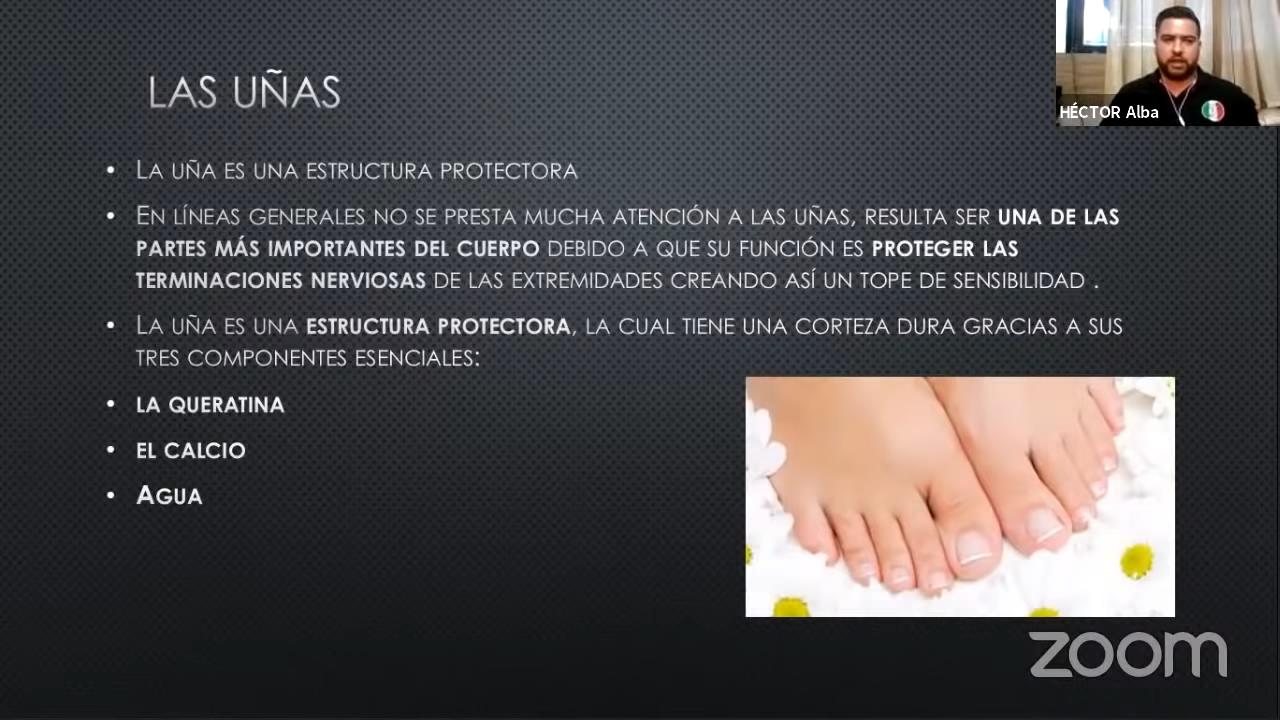 LAS UÑAS
HÉCTOR Alba
• LA UÑA ES UNA ESTRUCTURA PROTECTORA
• EN LÍNEAS GENERALES NO SE PRESTA MUCHA ATENCIÓN A LAS UÑAS, RESULTA SER UNA DE LAS
PARTES MÁS IMPORTANTES DEL CUERPO DEBIDO A QUE SU FUNCIÓN ES PROTEGER LAS
TERMINACIONES NERVIOSAS DE LAS EXTREMIDADES CREANDO ASÍ UN TOPE DE SENSIBILIDAD .
• LA UÑA ES UNA ESTRUCTURA PROTECTORA, LA CUAL TIENE UNA CORTEZA DURA GRACIAS A SUS
TRES COMPONENTES ESENCIALES:
• LA QUERATINA
• EL CALCIO
• AGUA
zoom